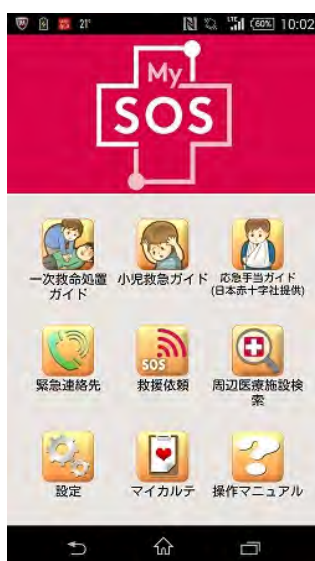 21°
LTE
60%
10:02
My
SOS
一次救命処置
ガイド
小児救急ガイド
応急手当ガイド
(日本赤十字社提供)
緊急連絡先
SOS
救援依頼
周辺医療施設検
索
設定
マイカルテ
操作マニュアル